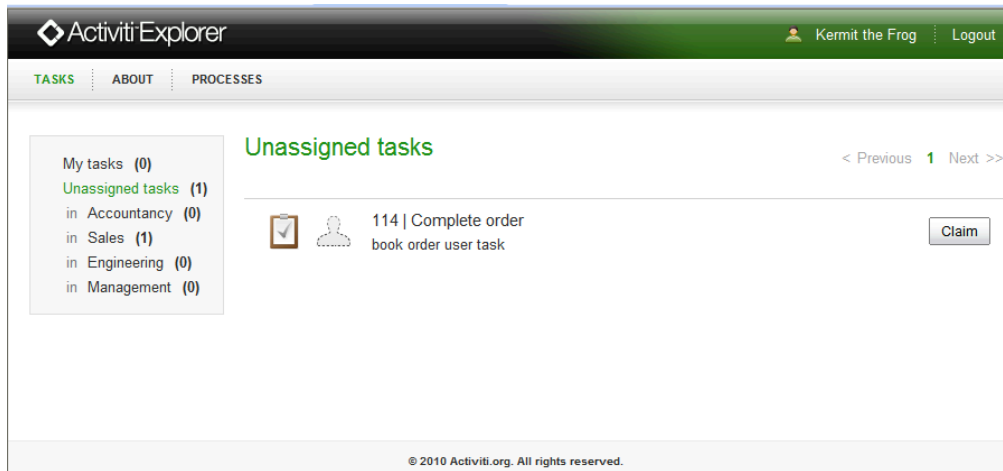 Activiti Explorer
Kermit the Frog Logout
TASKS ABOUT PROCESSES
My tasks (0)
Unassigned tasks (1)
in Accountancy (0)
in Sales (1)
in Engineering (0)
in Management (0)
Unassigned tasks
< Previous 1 Next >>
114 | Complete order
book order user task
Claim
© 2010 Activiti.org. All rights reserved.